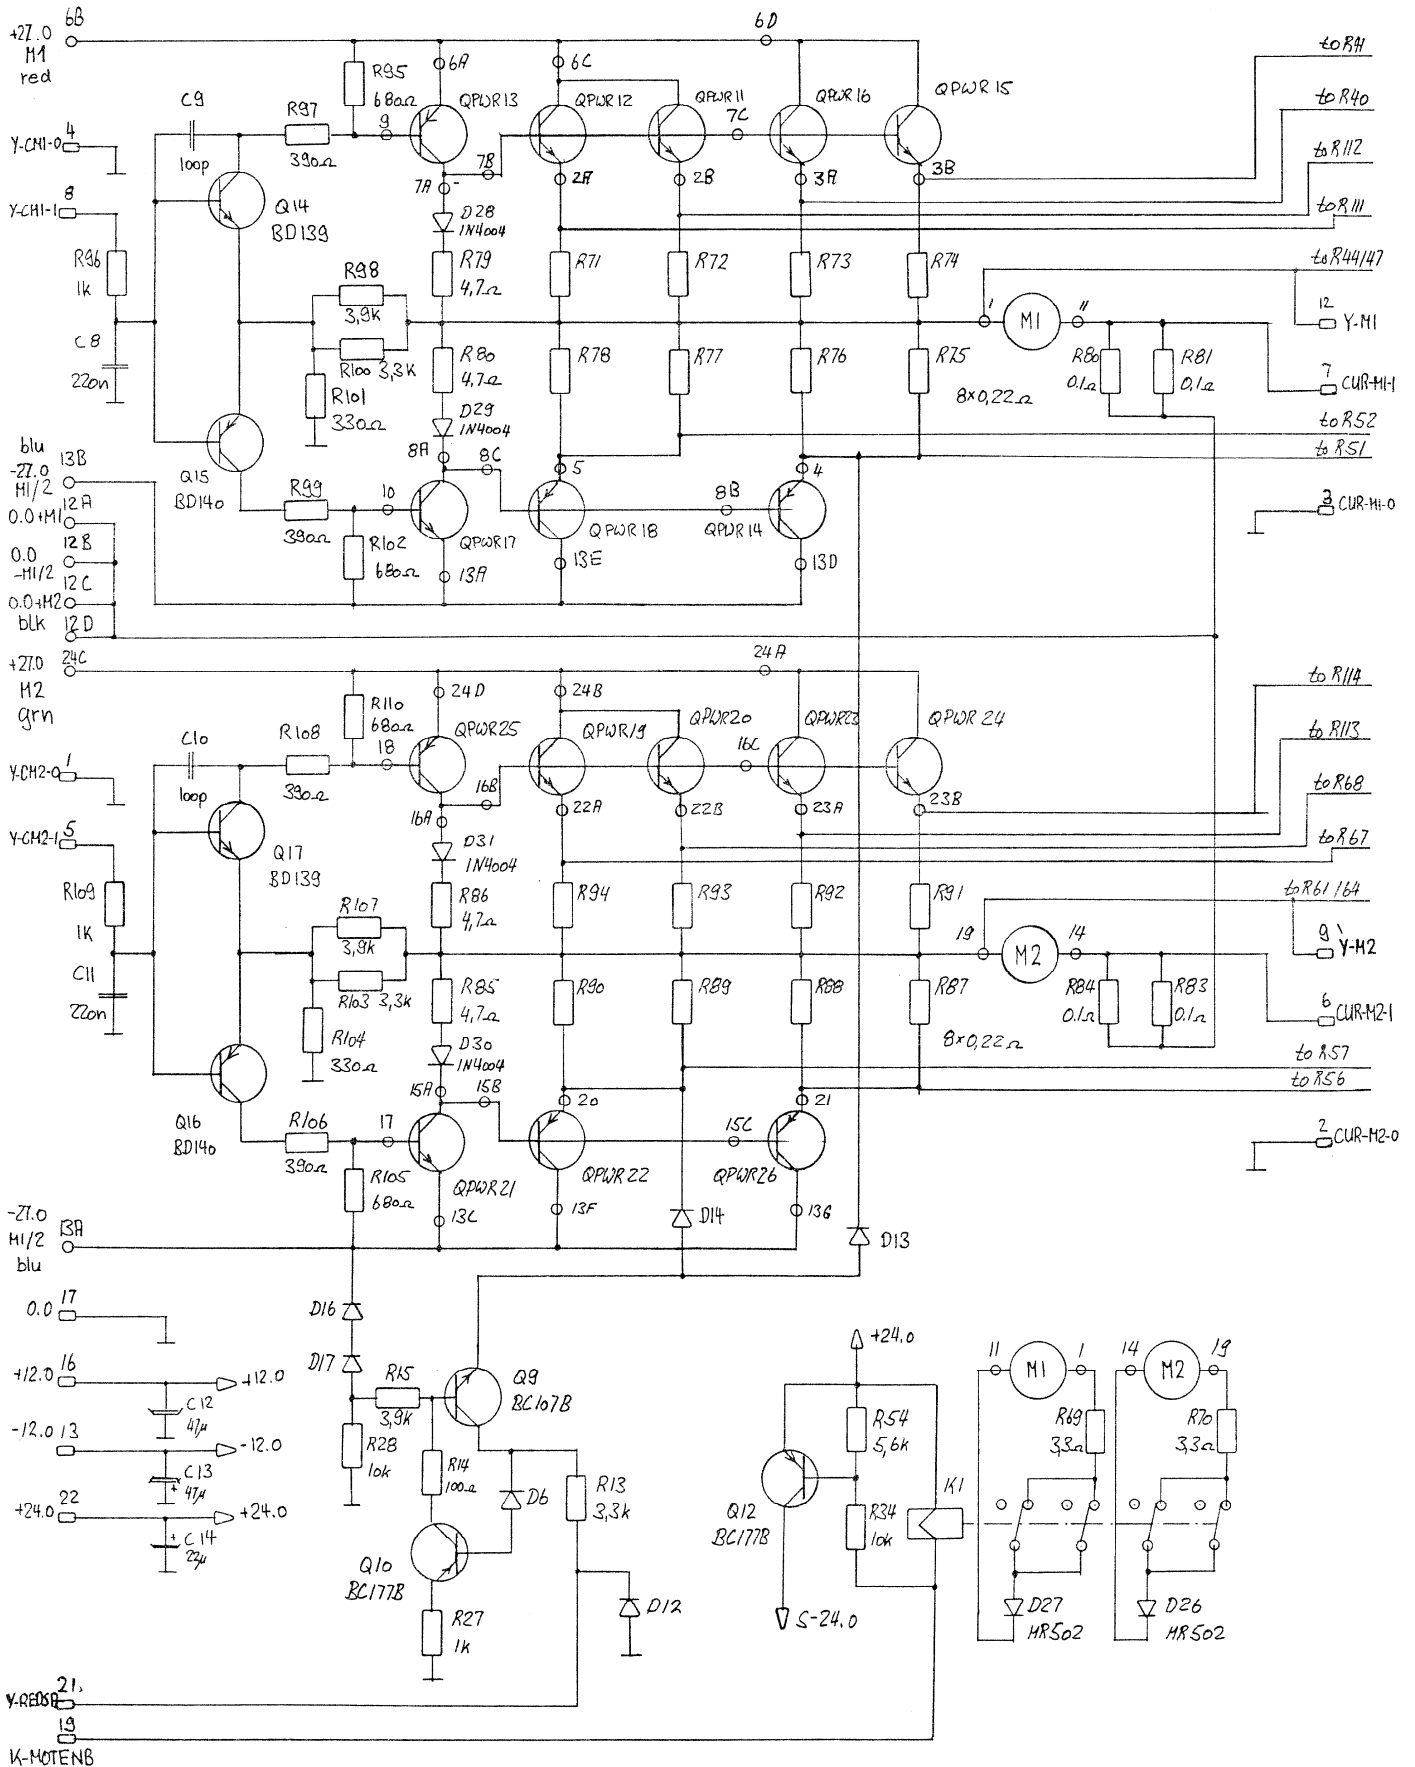 6B
+27.0
M1
red
6D
6A
6C
to R41
R95
680Ω
QPWR13
QPWR12
QPWR11
QPWR16
QPWR15
to R40
C9
100p
R97
390Ω
9
7C
Y-CM1-0
4
to R112
7B
7A
2A
2B
3A
3B
Y-CM1-1
8
Q14
BD139
D28
1N4004
to R111
R96
1k
R98
3,9k
R79
4,7Ω
R71
R72
R73
R74
to R44/47
1
M1
11
12
Y-M1
C8
220n
R100 3,3K
R80
4,7Ω
R78
R77
R76
R75
R80
0.1Ω
R81
0,1Ω
7
CUR-M1-1
R101
330Ω
8×0,22Ω
D29
1N4004
to R52
to R51
blu
-27.0
M1/2
13B
8A
8C
5
4
Q15
BD140
R99
390Ω
10
8B
12A
0.0+M1
QPWR17
QPWR18
QPWR14
3
CUR-M1-0
12B
0.0
-M1/2
R102
680Ω
13A
13E
13D
12C
0.0+M2
blk
12D
+27.0
24C
M2
grn
24A
24D
24B
to R114
R110
680Ω
QPWR25
QPWR19
QPWR20
QPWR23
QPWR24
to R113
C10
100p
R108
390Ω
18
16C
Y-CM2-0
1
to R68
16B
16A
22A
22B
23A
23B
Y-CM2-1
5
Q17
BD139
D31
1N4004
to R67
R109
1K
R107
3,9k
R86
4,7Ω
R94
R93
R92
R91
to R61/64
19
M2
14
9
Y-M2
C11
220n
R103 3,3k
R85
4,7Ω
R90
R89
R88
R87
R84
0.1Ω
R83
0.1Ω
6
CUR-M2-1
R104
330Ω
8×0,22Ω
D30
1N4004
to R57
to R56
15A
15B
20
21
Q16
BD140
R106
390Ω
17
15C
2
CUR-M2-0
R105
680Ω
QPWR21
QPWR22
QPWR26
13C
13F
D14
13G
D13
-27.0
M1/2
blu
13A
0.0
17
D16
D17
+24.0
+12.0
16
+12.0
C12
47µ
R15
3,9k
Q9
BC107B
11
M1
1
14
M2
19
-12.0
13
-12.0
C13
47µ
R28
10k
R14
100Ω
D6
R13
3,3k
R54
5,6k
R69
3,3Ω
R70
3,3Ω
+24.0
22
+24.0
C14
22µ
Q12
BC177B
R34
10k
K1
Q10
BC177B
R27
1k
D12
S-24.0
D27
MR502
D26
MR502
21
19
K-MOTENB